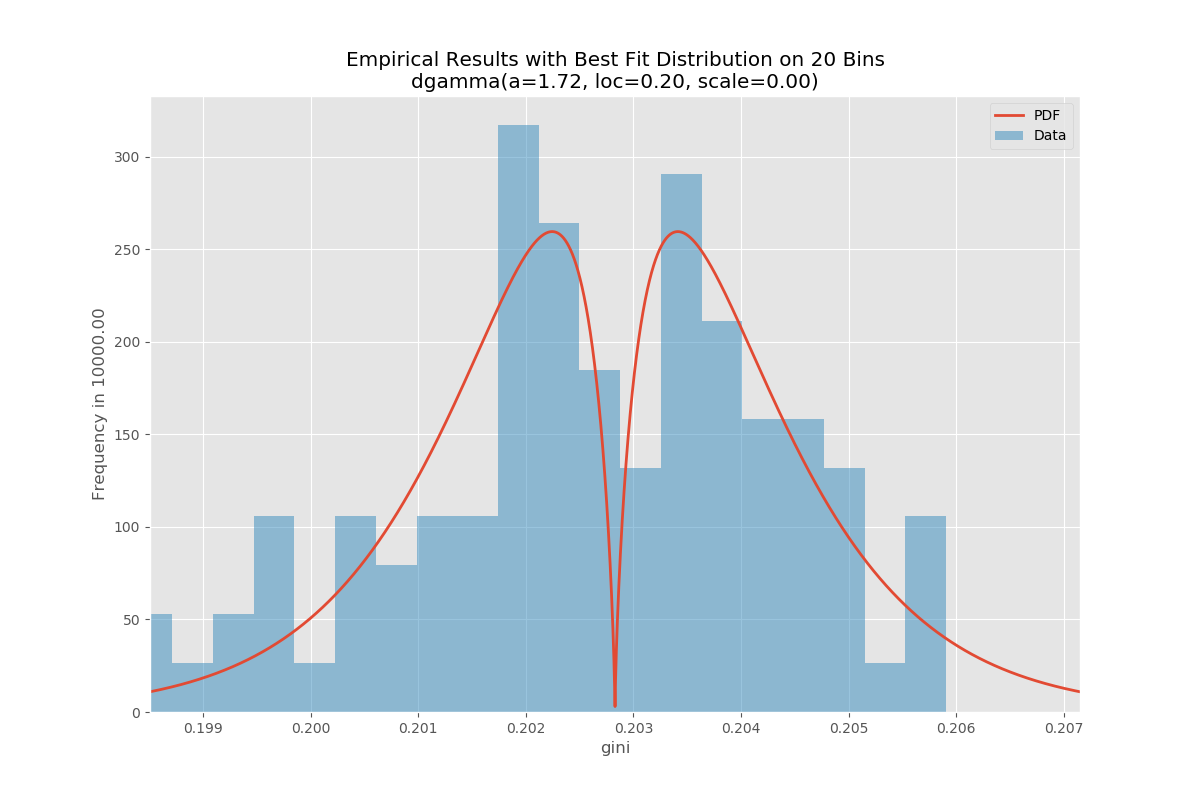 Empirical Results with Best Fit Distribution on 20 Bins
dgamma(a=1.72, loc=0.20, scale=0.00)
PDF
Data
300
250
200
150
100
50
0
Frequency in 10000.00
0.199 0.200 0.201 0.202 0.203 0.204 0.205 0.206 0.207
gini